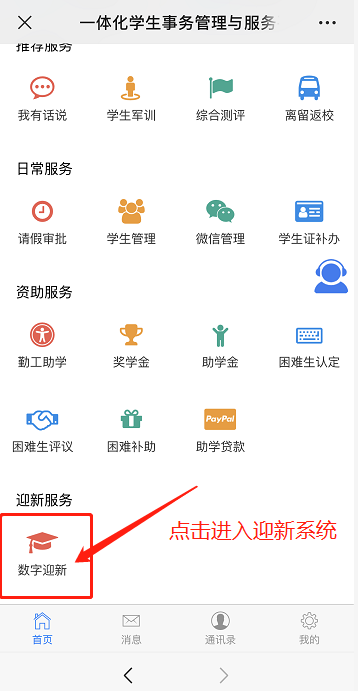 一体化学生事务管理与服务
推荐服务
我有话说 学生军训 综合测评 离留返校
日常服务
请假审批 学生管理 微信管理 学生证补办
资助服务
勤工助学 奖学金 助学金 困难生认定
PayPal
困难生评议 困难补助 助学贷款
迎新服务
点击进入迎新系统
数字迎新
首页 消息 通讯录 我的